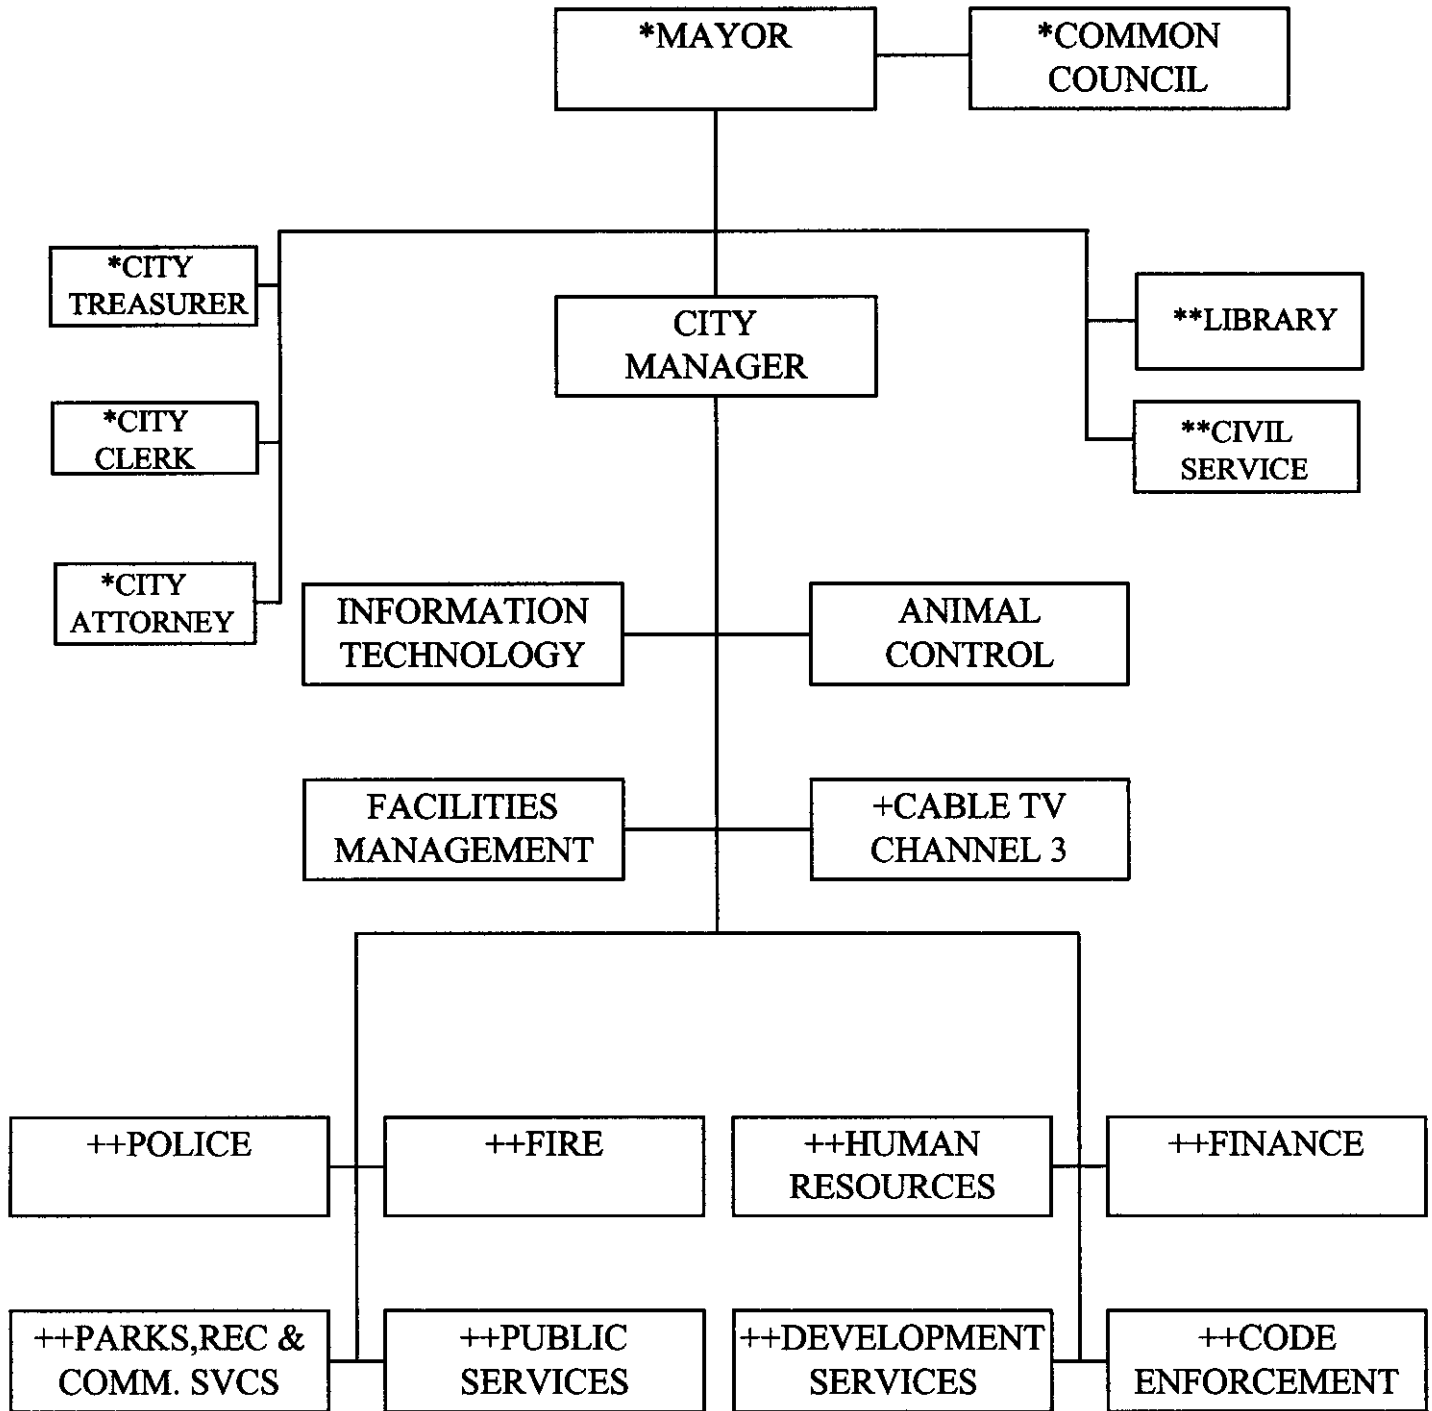 *MAYOR
*COMMON
COUNCIL
*CITY
TREASURER
CITY
MANAGER
**LIBRARY
*CITY
CLERK
**CIVIL
SERVICE
*CITY
ATTORNEY
INFORMATION
TECHNOLOGY
ANIMAL
CONTROL
FACILITIES
MANAGEMENT
+CABLE TV
CHANNEL 3
++POLICE
++FIRE
++HUMAN
RESOURCES
++FINANCE
++PARKS,REC &
COMM. SVCS
++PUBLIC
SERVICES
++DEVELOPMENT
SERVICES
++CODE
ENFORCEMENT